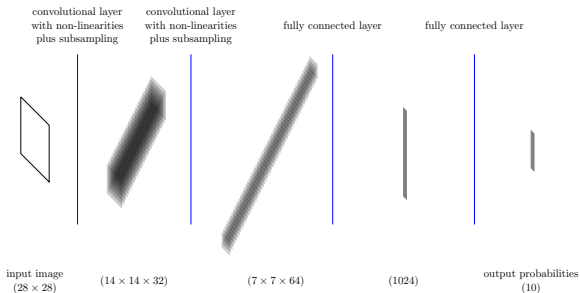 convolutional layer
with non-linearities
plus subsampling
convolutional layer
with non-linearities
plus subsampling
fully connected layer
fully connected layer
input image
(28 × 28)
(14 × 14 × 32)
(7 × 7 × 64)
(1024)
output probabilities
(10)